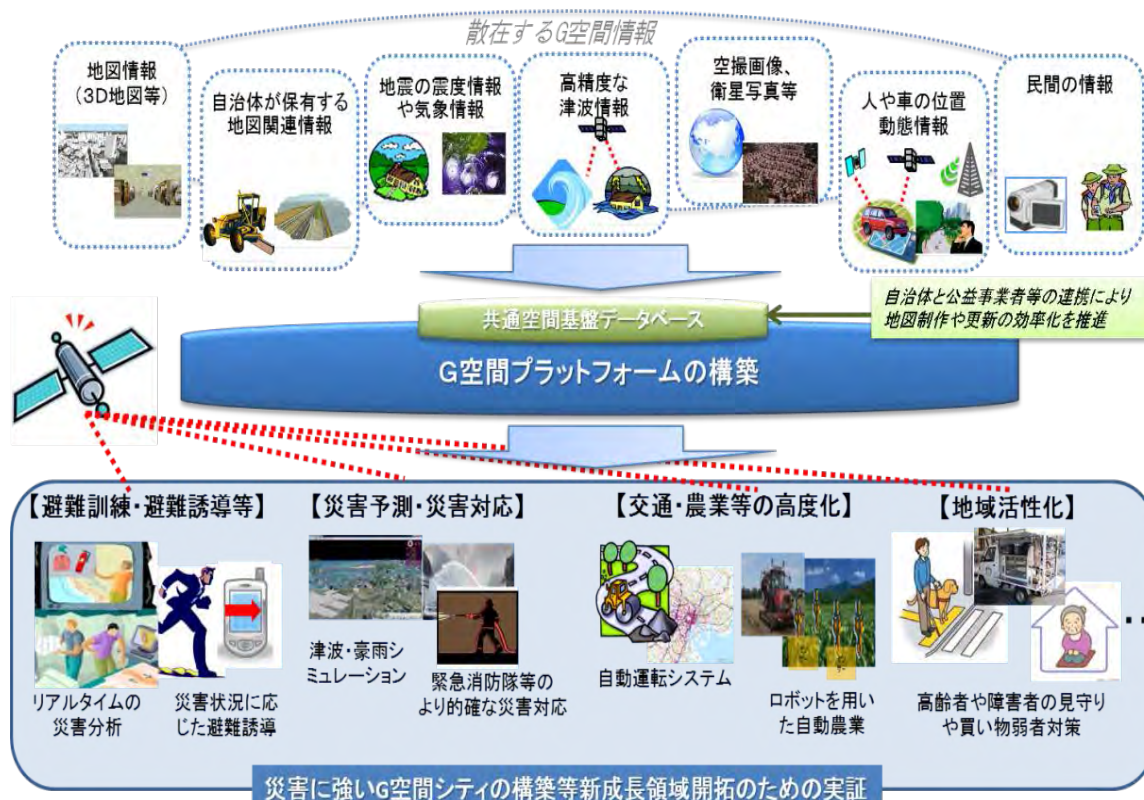 散在するG空間情報
地図情報
(3D地図等)
自治体が保有する
地図関連情報
地震の震度情報
や気象情報
高精度な
津波情報
空撮画像、
衛星写真等
人や車の位置
動態情報
民間の情報
共通空間基盤データベース
自治体と公益事業者等の連携により
地図制作や更新の効率化を推進
G空間プラットフォームの構築
【避難訓練・避難誘導等】
【災害予測・災害対応】
【交通・農業等の高度化】
【地域活性化】
リアルタイムの
災害分析
災害状況に応
じた避難誘導
津波・豪雨シ
ミュレーション
緊急消防隊等の
より的確な災害対応
自動運転システム
ロボットを用い
た自動農業
高齢者や障害者の見守り
や買い物弱者対策
・・
災害に強いG空間シティの構築等新成長領域開拓のための実証